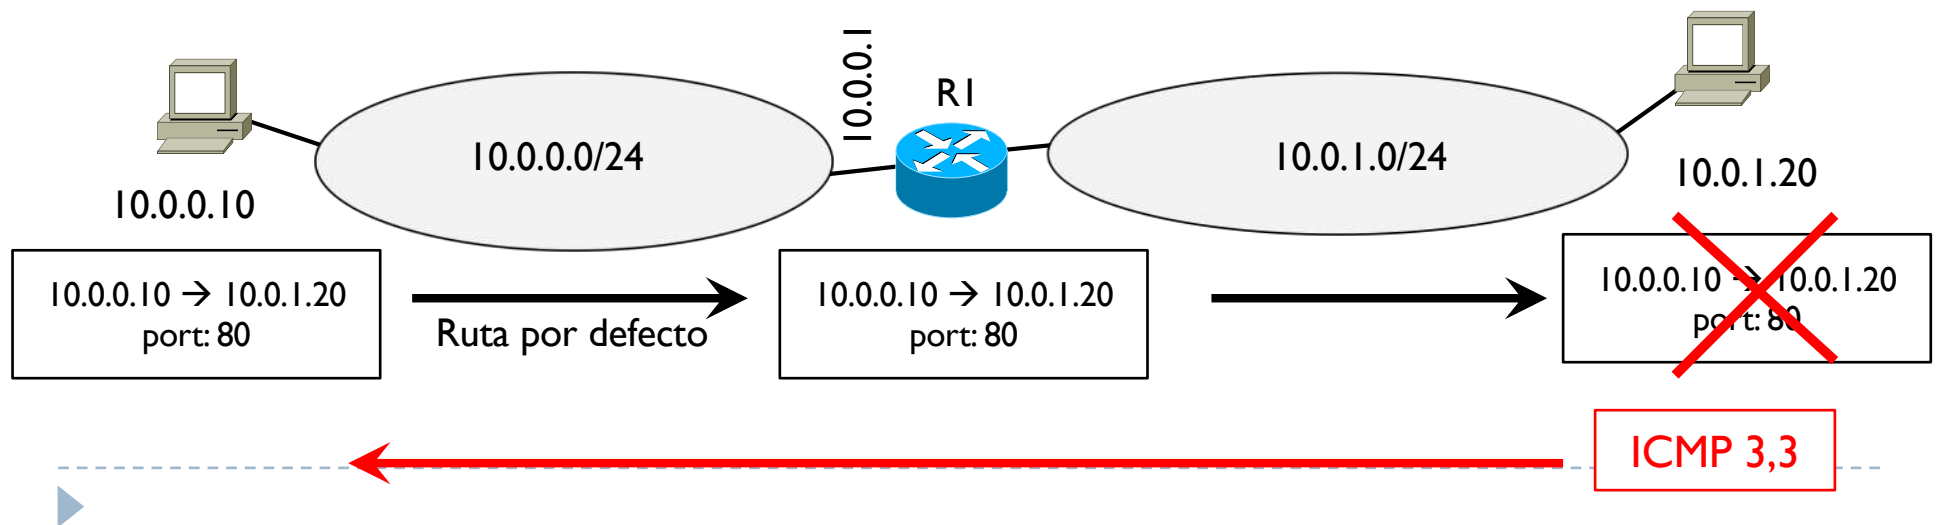 10.0.0.1
R1
10.0.0.0/24
10.0.1.0/24
10.0.0.10
10.0.1.20
10.0.0.10 → 10.0.1.20
port: 80
Ruta por defecto
10.0.0.10 → 10.0.1.20
port: 80
10.0.0.10 → 10.0.1.20
port: 80
ICMP 3,3